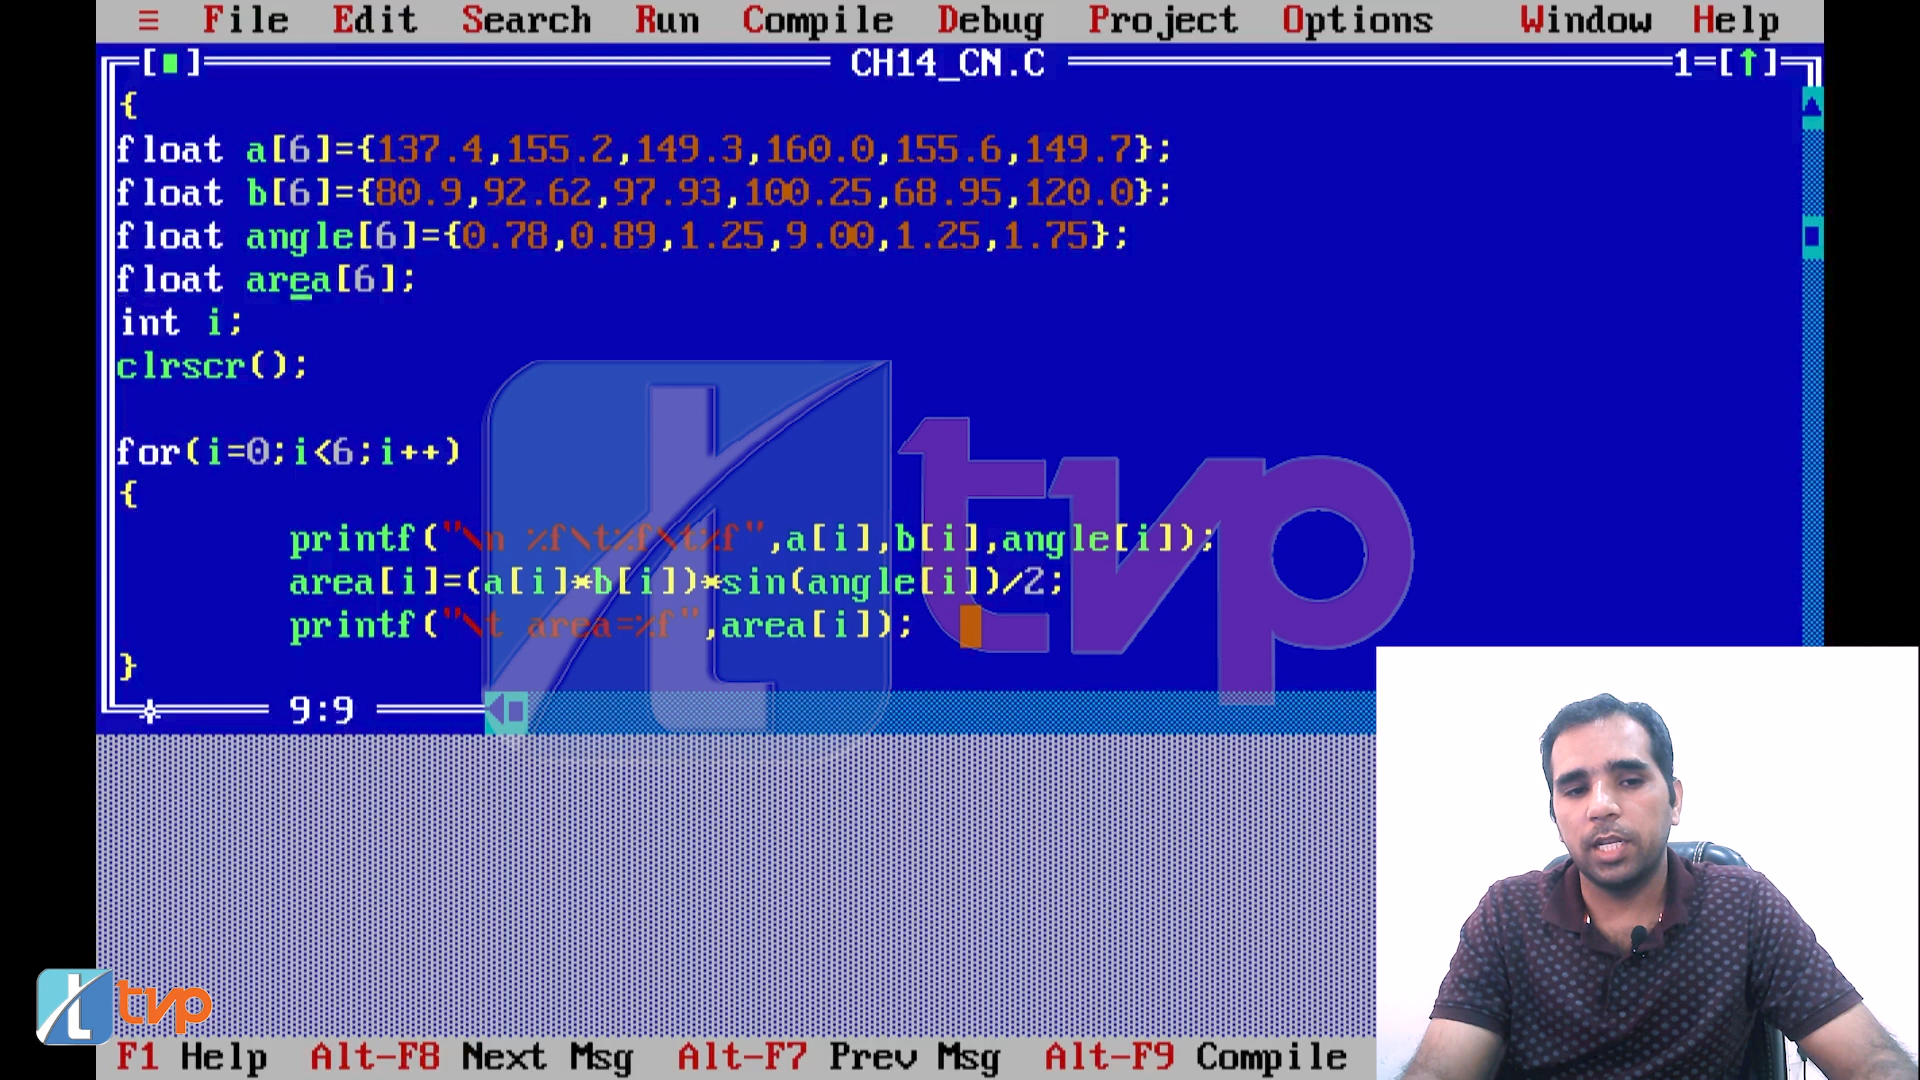 ≡ File Edit Search Run Compile Debug Project Options Window Help
[■] CH14_CN.C 1=[↑]
{
float a[6]={137.4,155.2,149.3,160.0,155.6,149.7};
float b[6]={80.9,92.62,97.93,100.25,68.95,120.0};
float angle[6]={0.78,0.89,1.25,9.00,1.25,1.75};
float area[6];
int i;
clrscr();
for(i=0;i<6;i++)
{
printf("\n %f\t%f\t%f",a[i],b[i],angle[i]);
area[i]=(a[i]*b[i])*sin(angle[i])/2;
printf("\t area=%f",area[i]);
}
9:9
t tvp
t tvp
F1 Help Alt-F8 Next Msg Alt-F7 Prev Msg Alt-F9 Compile